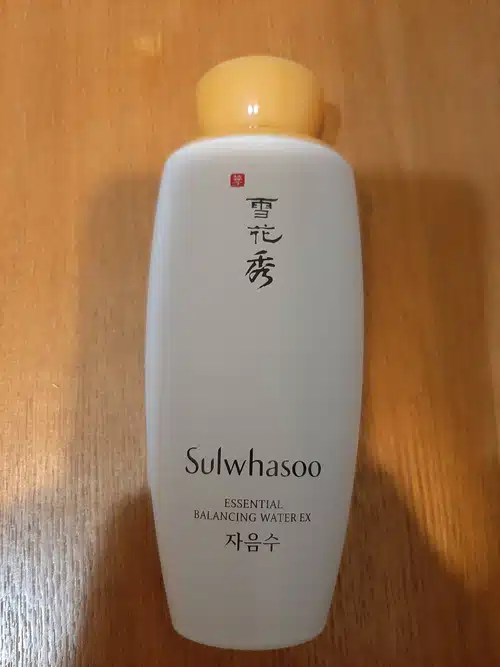 雪
花
秀
Sulwhasoo
ESSENTIAL
BALANCING WATER EX
자음수